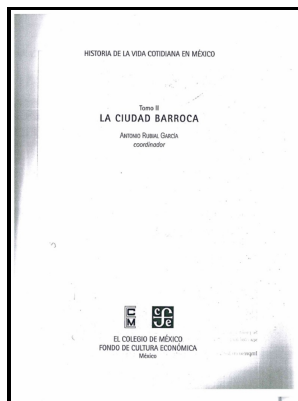 HISTORIA DE LA VIDA COTIDIANA EN MÉXICO
Tomo II
LA CIUDAD BARROCA
ANTONIO RUBIAL GARCÍA
coordinador
C
M
cfe
EL COLEGIO DE MÉXICO
FONDO DE CULTURA ECONÓMICA
México